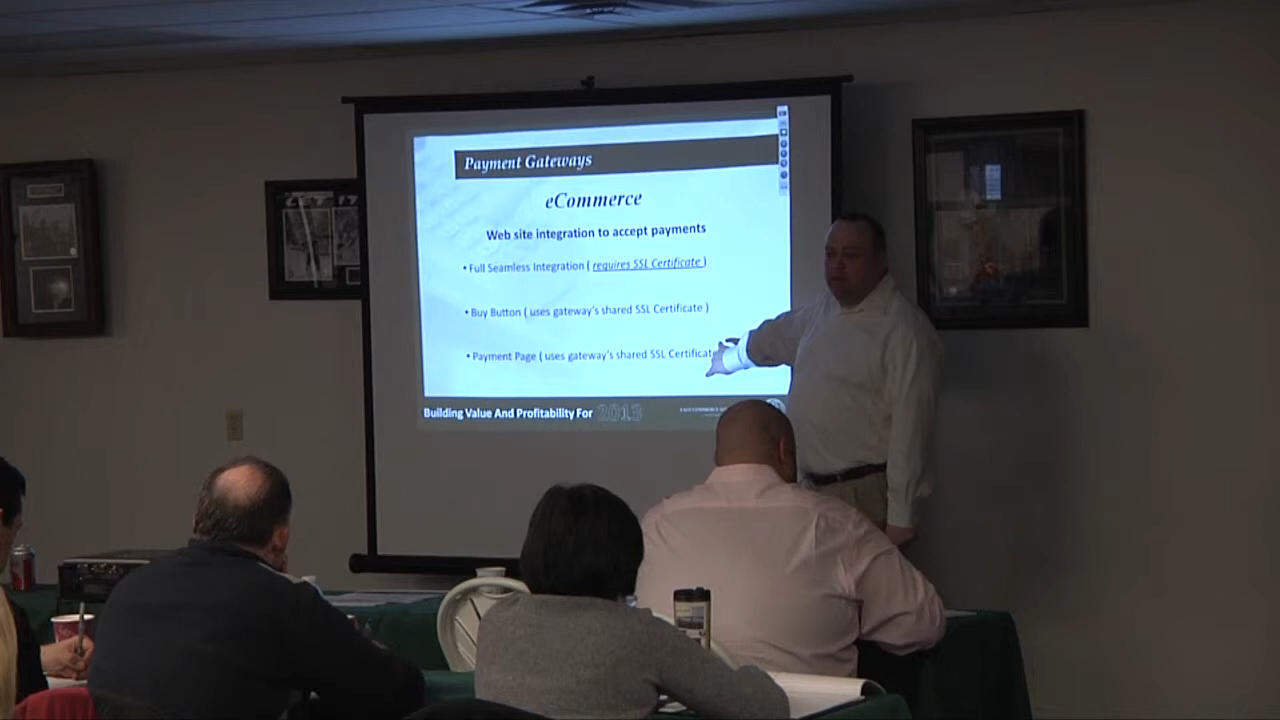 Payment Gateways
eCommerce
Web site integration to accept payments
• Full Seamless Integration ( requires SSL Certificate )
• Buy Button ( uses gateway's shared SSL Certificate )
• Payment Page ( uses gateway's shared SSL Certificat
Building Value And Profitability For 2013